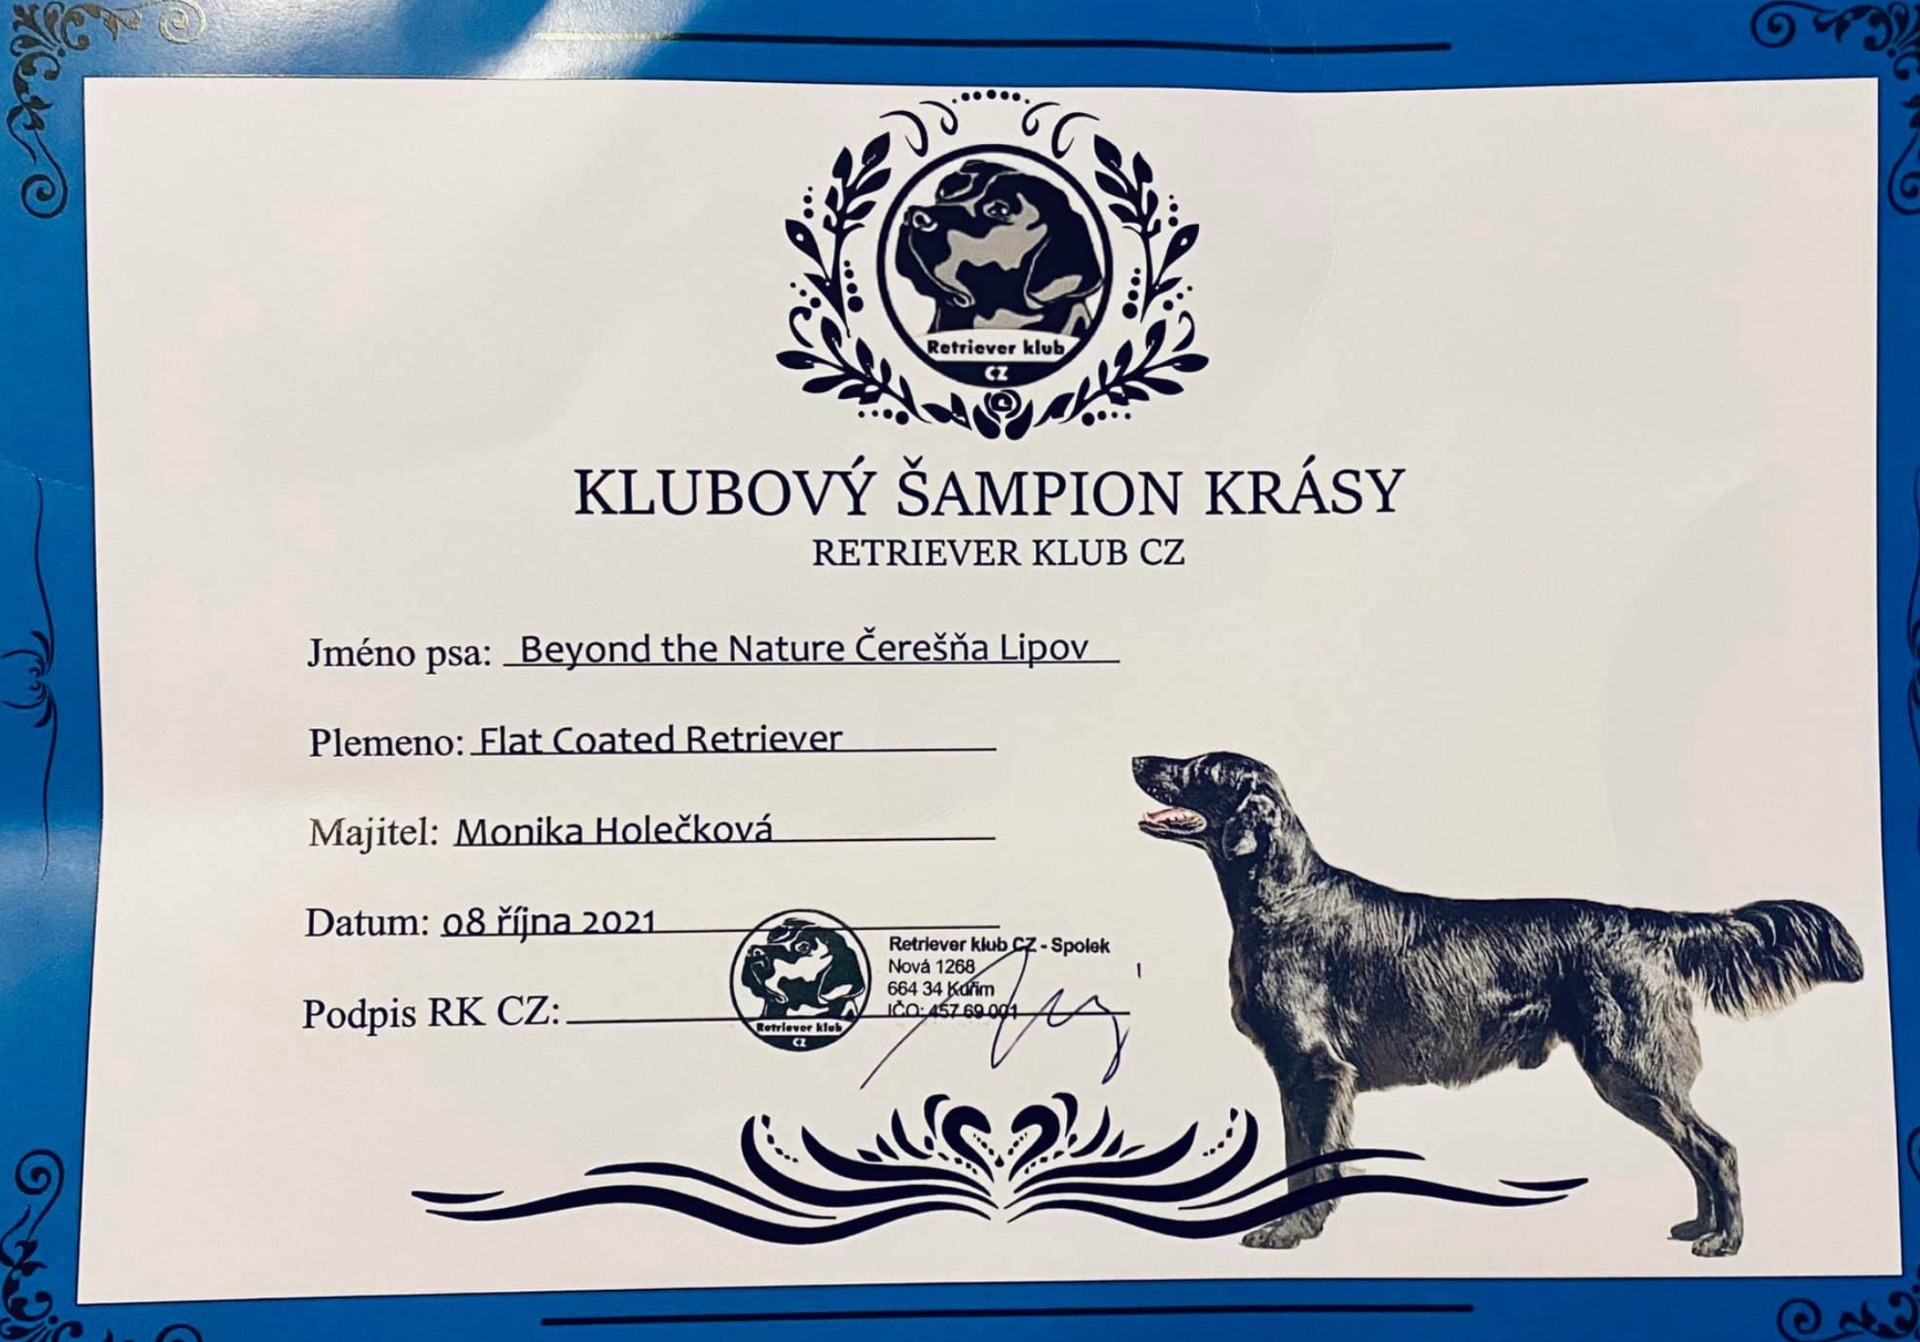 Retriever klub
CZ
KLUBOVÝ ŠAMPION KRÁSY
RETRIEVER KLUB CZ
Jméno psa: Beyond the Nature Čerešňa Lipov
Plemeno: Flat Coated Retriever
Majitel: Monika Holečková
Datum: 08 října 2021
Retriever klub CZ - Spolek
Nová 1268
664 34 Kuřim
IČO: 457 69 001
Podpis RK CZ:
Retriever klub
CZ